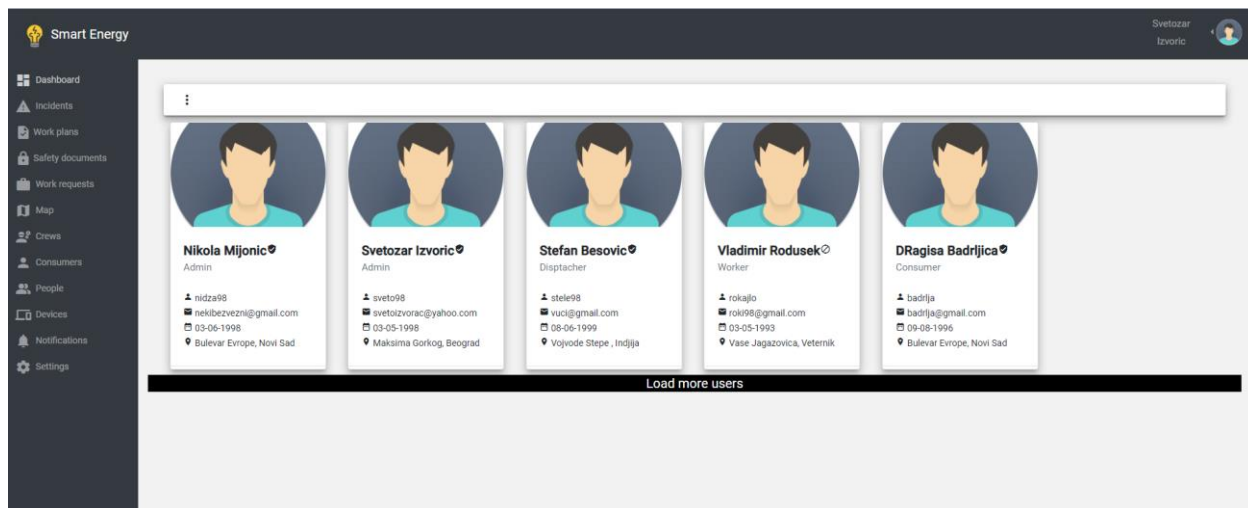 Smart Energy
Svetozar
Izvoric
Dashboard
Incidents
Work plans
Safety documents
Work requests
Map
Crews
Consumers
People
Devices
Notifications
Settings
Nikola Mijonic
Admin
nidza98
nekibezvezni@gmail.com
03-06-1998
Bulevar Evrope, Novi Sad
Svetozar Izvoric
Admin
sveto98
svetoizvorac@yahoo.com
03-05-1998
Maksima Gorkog, Beograd
Stefan Besovic
Disptacher
stele98
vuci@gmail.com
08-06-1999
Vojvode Stepe , Indjija
Vladimir Rodusek
Worker
rokajlo
roki98@gmail.com
03-05-1993
Vase Jagazovica, Veternik
DRagisa Badrljica
Consumer
badrlja
badrlja@gmail.com
09-08-1996
Bulevar Evrope, Novi Sad
Load more users